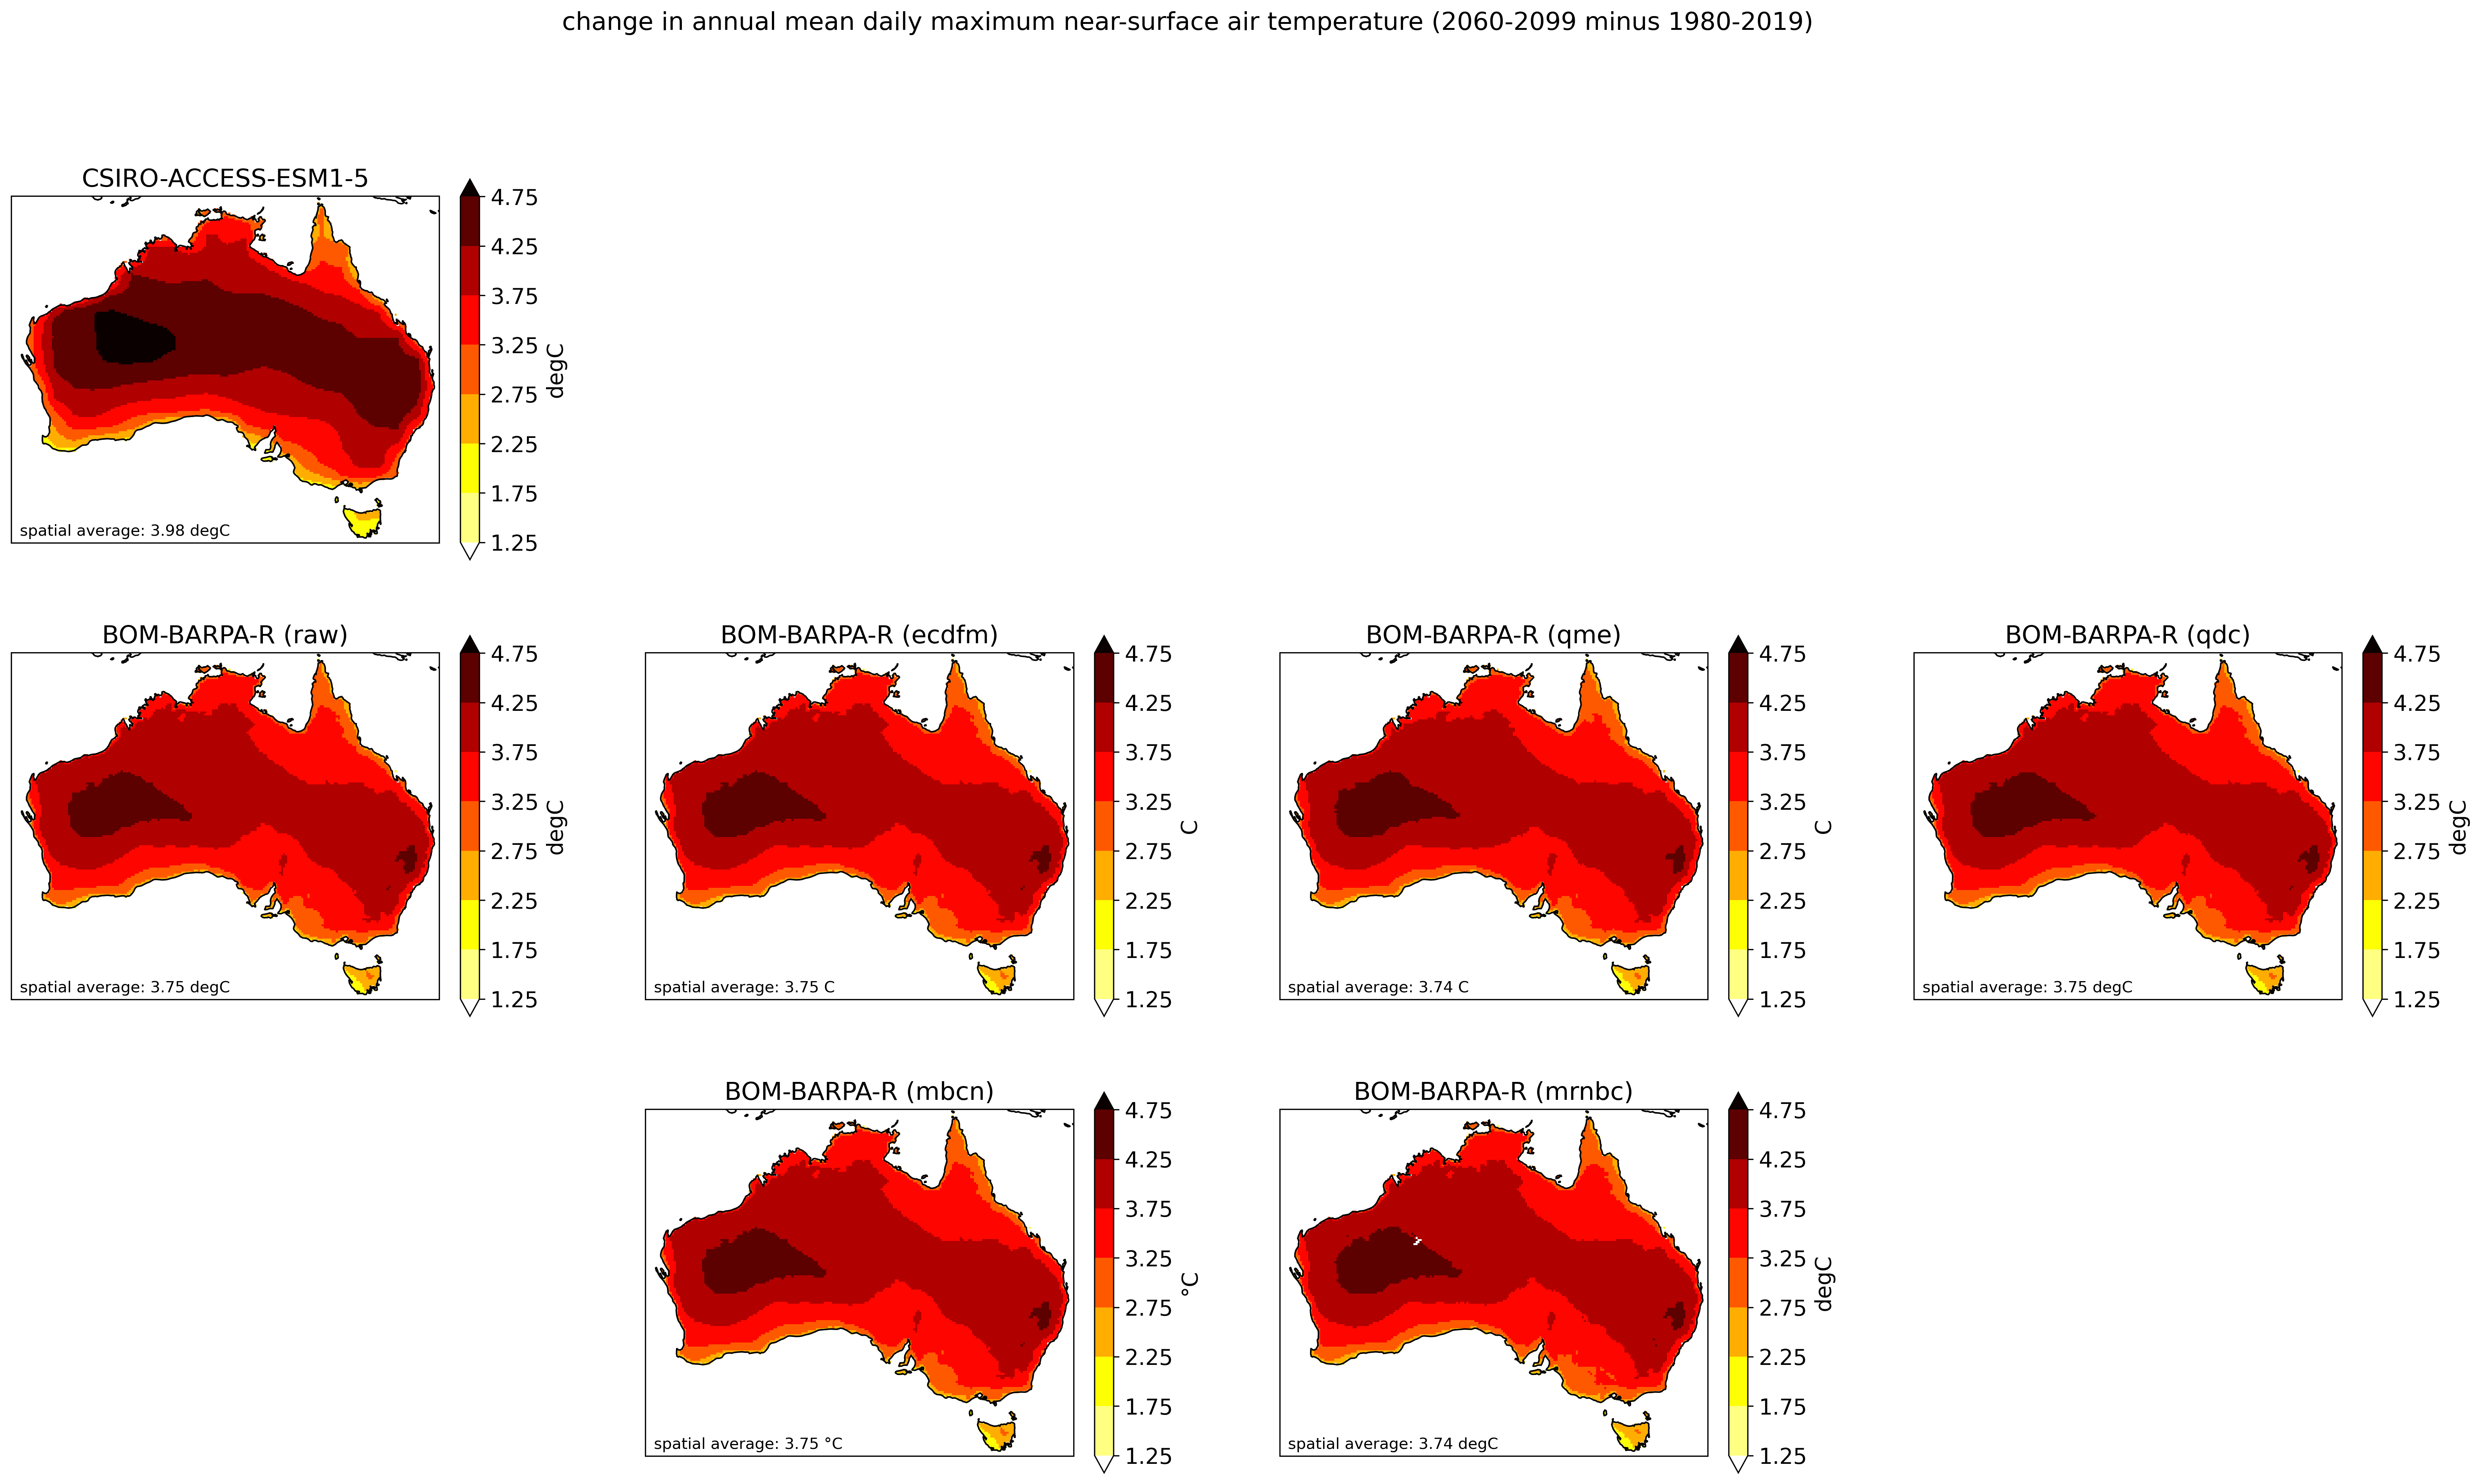 change in annual mean daily maximum near-surface air temperature (2060-2099 minus 1980-2019)
CSIRO-ACCESS-ESM1-5
4.75
4.25
3.75
3.25
2.75
2.25
1.75
1.25
degC
spatial average: 3.98 degC
BOM-BARPA-R (raw)
4.75
4.25
3.75
3.25
2.75
2.25
1.75
1.25
degC
spatial average: 3.75 degC
BOM-BARPA-R (ecdfm)
4.75
4.25
3.75
3.25
2.75
2.25
1.75
1.25
C
spatial average: 3.75 C
BOM-BARPA-R (qme)
4.75
4.25
3.75
3.25
2.75
2.25
1.75
1.25
C
spatial average: 3.74 C
BOM-BARPA-R (qdc)
4.75
4.25
3.75
3.25
2.75
2.25
1.75
1.25
degC
spatial average: 3.75 degC
BOM-BARPA-R (mbcn)
4.75
4.25
3.75
3.25
2.75
2.25
1.75
1.25
°C
spatial average: 3.75 °C
BOM-BARPA-R (mrnbc)
4.75
4.25
3.75
3.25
2.75
2.25
1.75
1.25
degC
spatial average: 3.74 degC